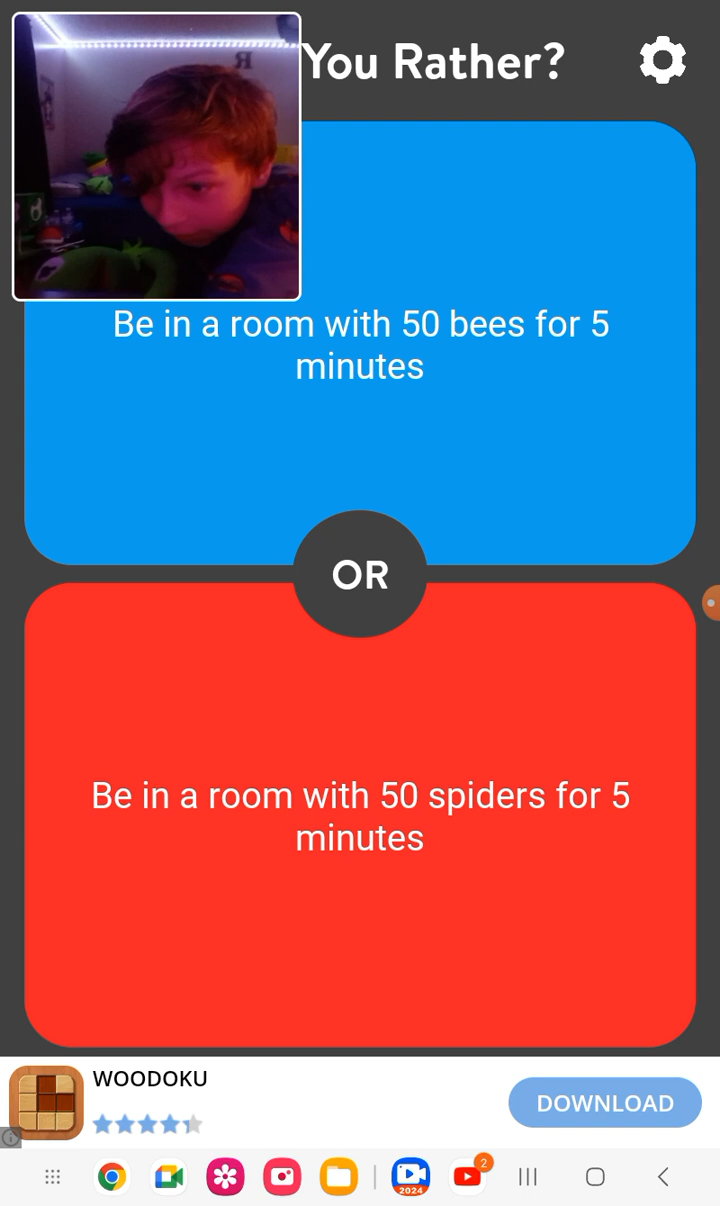 You Rather?
Be in a room with 50 bees for 5
minutes
OR
Be in a room with 50 spiders for 5
minutes
WOODOKU
DOWNLOAD
2
2024